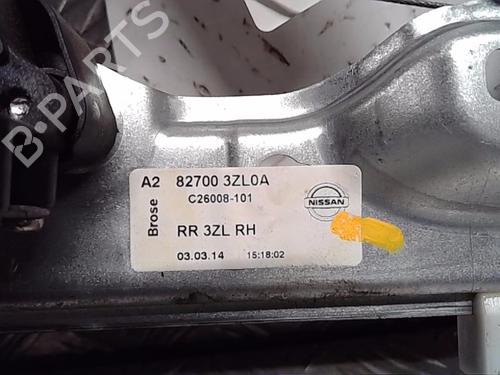 B-PARTS
A2 82700 3ZL0A
Brose
C26008-101
NISSAN
RR 3ZL RH
03.03.14 15:18:02